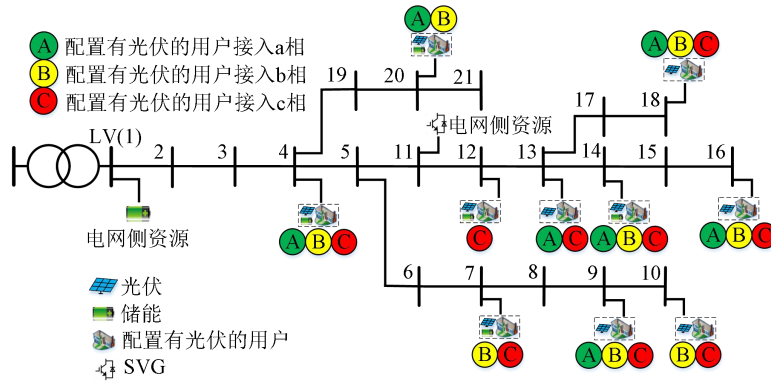 A B
A 配置有光伏的用户接入a相
B 配置有光伏的用户接入b相
C 配置有光伏的用户接入c相
A B C
19 20 21
17 18
电网侧资源
LV(1) 2 3 4 5 11 12 13 14 15 16
电网侧资源
A B C
C
A C
A B C
A B C
6 7 8 9 10
光伏
储能
配置有光伏的用户
SVG
B C
A B C
B C